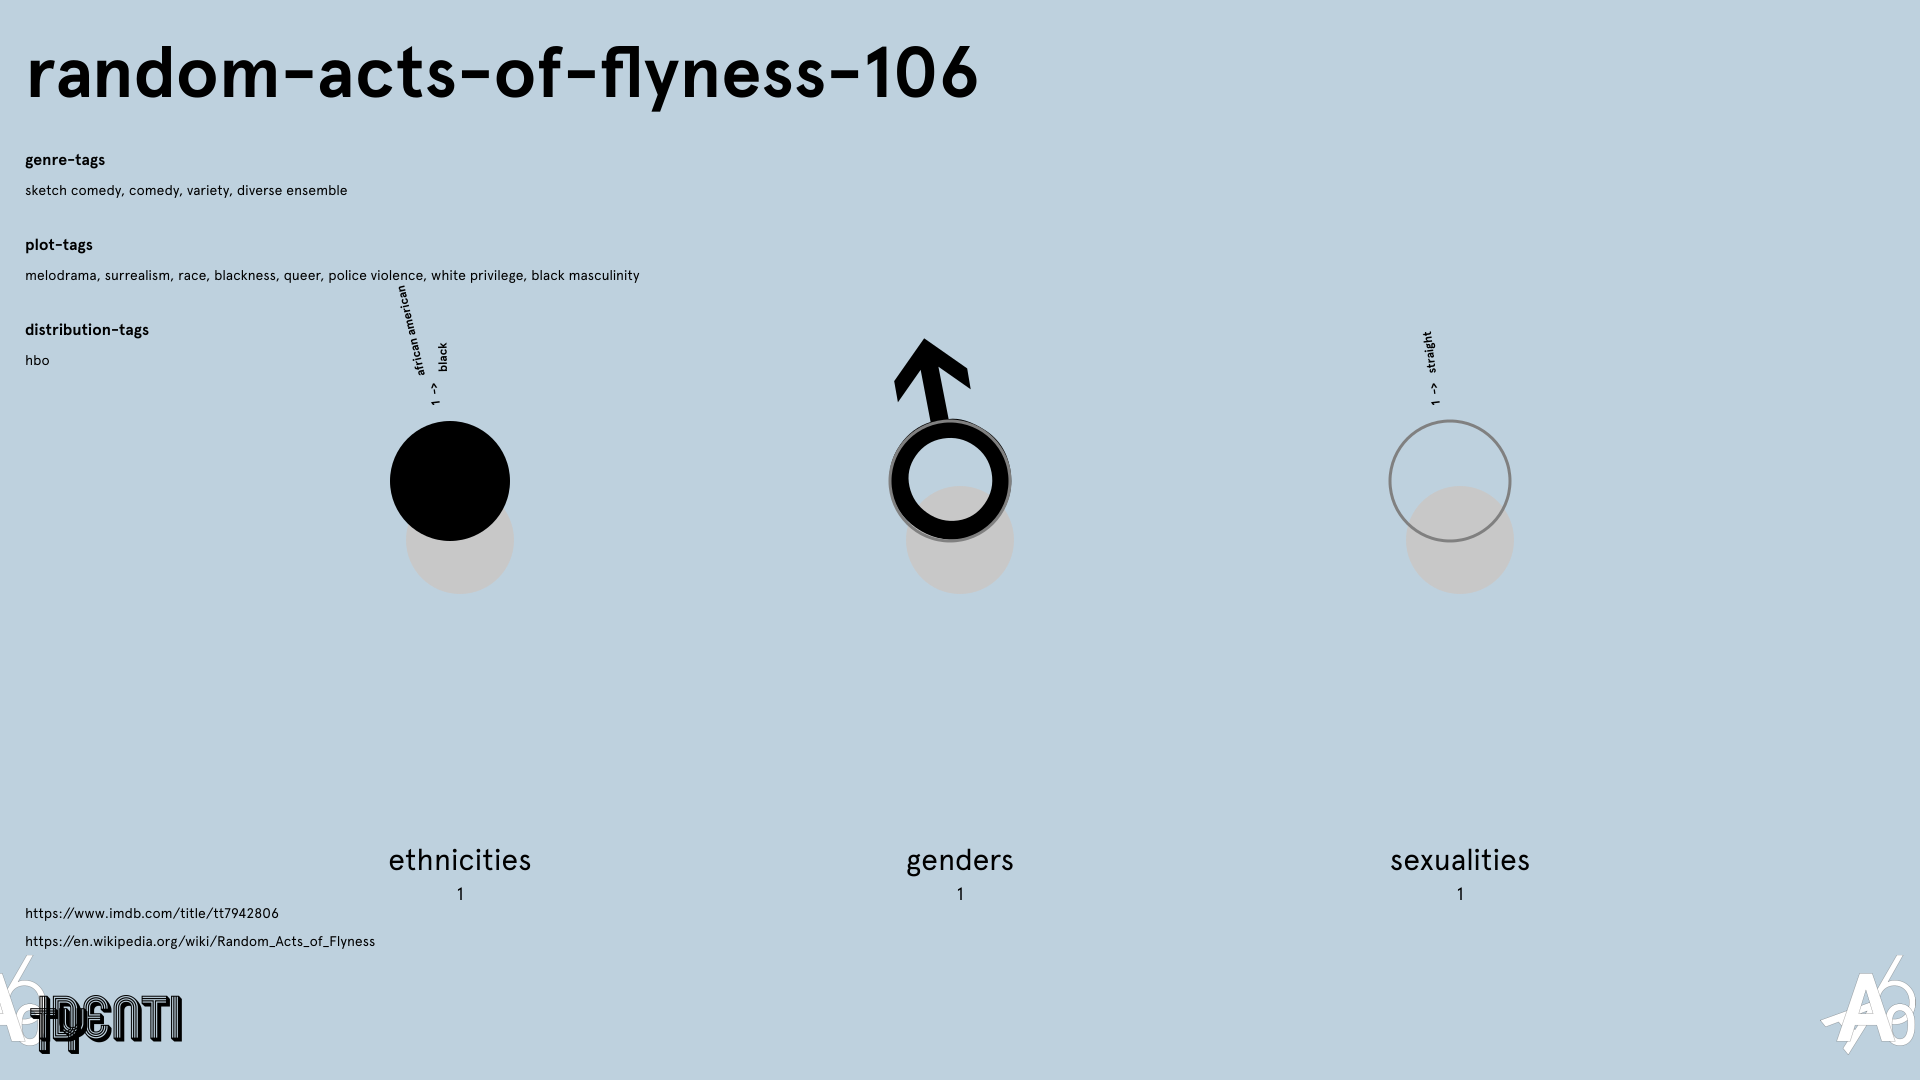 random-acts-of-flyness-106
genre-tags
sketch comedy, comedy, variety, diverse ensemble
plot-tags
melodrama, surrealism, race, blackness, queer, police violence, white privilege, black masculinity
distribution-tags
hbo
african american
1 -> black
1 -> straight
ethnicities
1
genders
1
sexualities
1
https://www.imdb.com/title/tt7942806
https://en.wikipedia.org/wiki/Random_Acts_of_Flyness
IDENTI